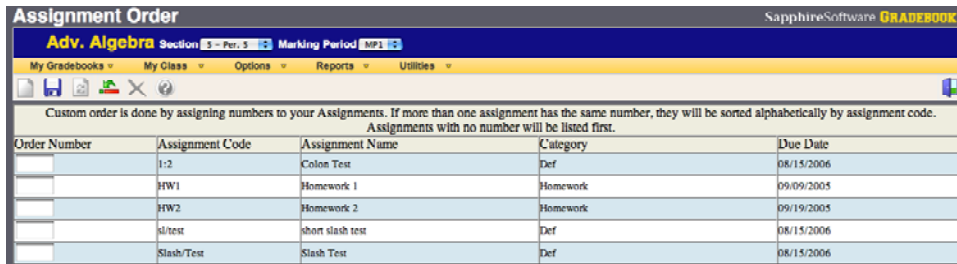 Assignment Order SapphireSoftware GRADEBOOK
Adv. Algebra Section 5 - Per. 5 Marking Period MP1
My Gradebooks My Class Options Reports Utilities
Custom order is done by assigning numbers to your Assignments. If more than one assignment has the same number, they will be sorted alphabetically by assignment code.
Assignments with no number will be listed first.
Order Number Assignment Code Assignment Name Category Due Date
1:2 Colon Test Def 08/15/2006
HW1 Homework 1 Homework 09/09/2005
HW2 Homework 2 Homework 09/19/2005
sl/test short slash test Def 08/15/2006
Slash/Test Slash Test Def 08/15/2006